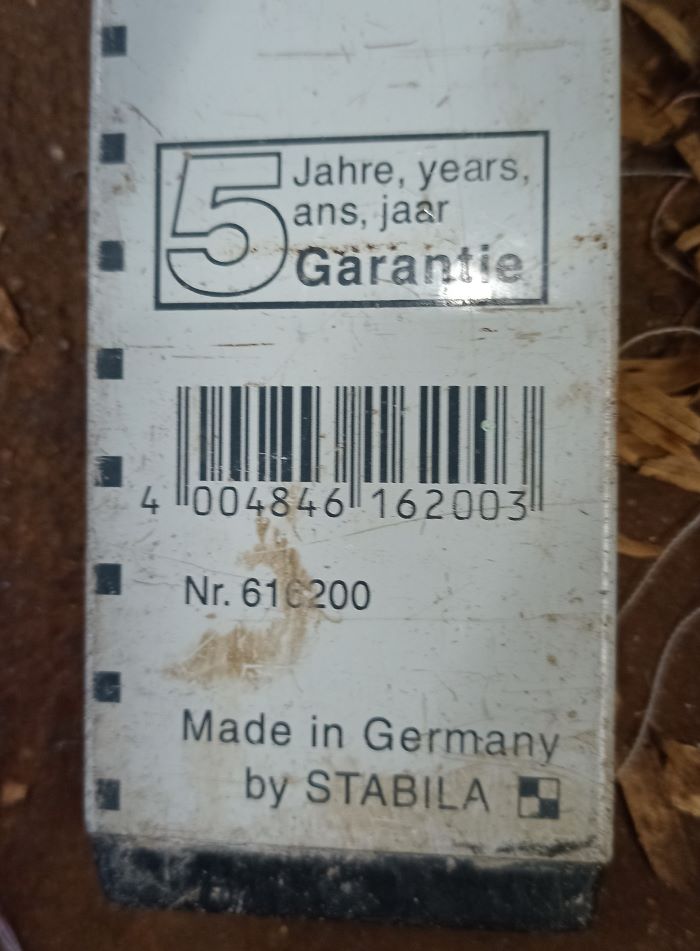 5 Jahre, years,
ans, jaar
Garantie
4 004846 162003
Nr. 616200
Made in Germany
by STABILA